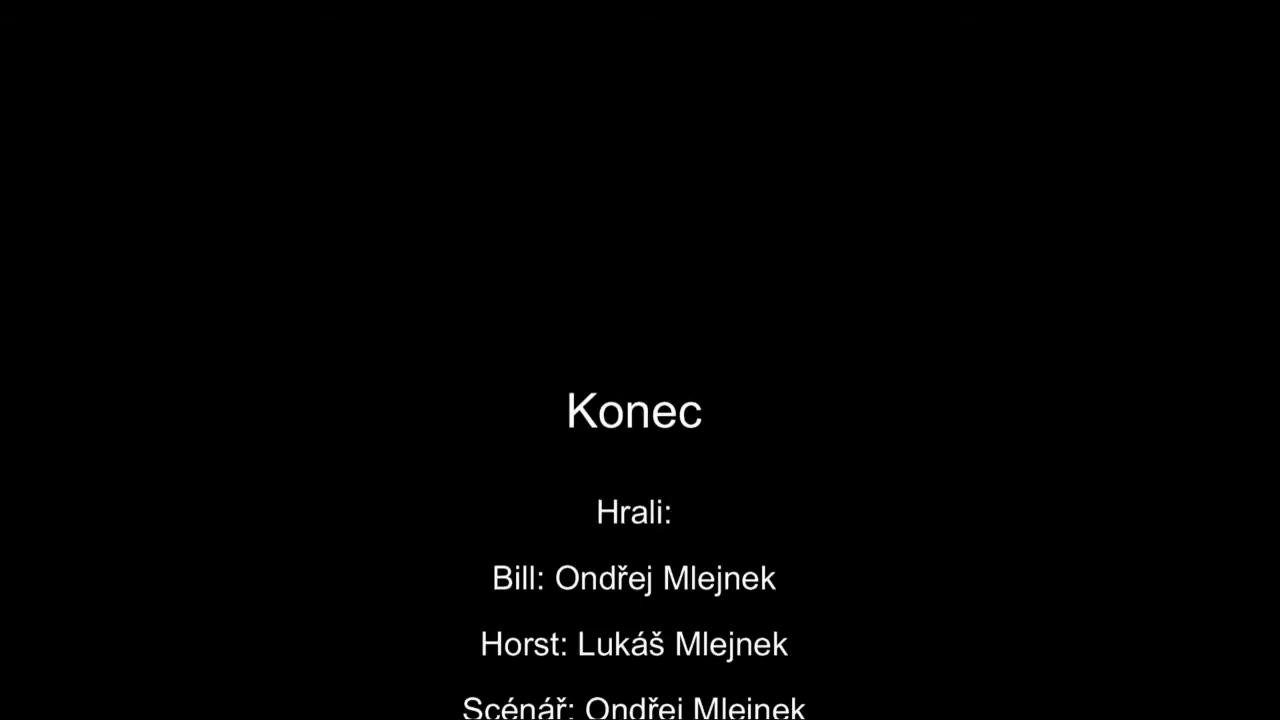 Konec
Hrali:
Bill: Ondřej Mlejnek
Horst: Lukáš Mlejnek
Scénář: Ondřej Mlejnek